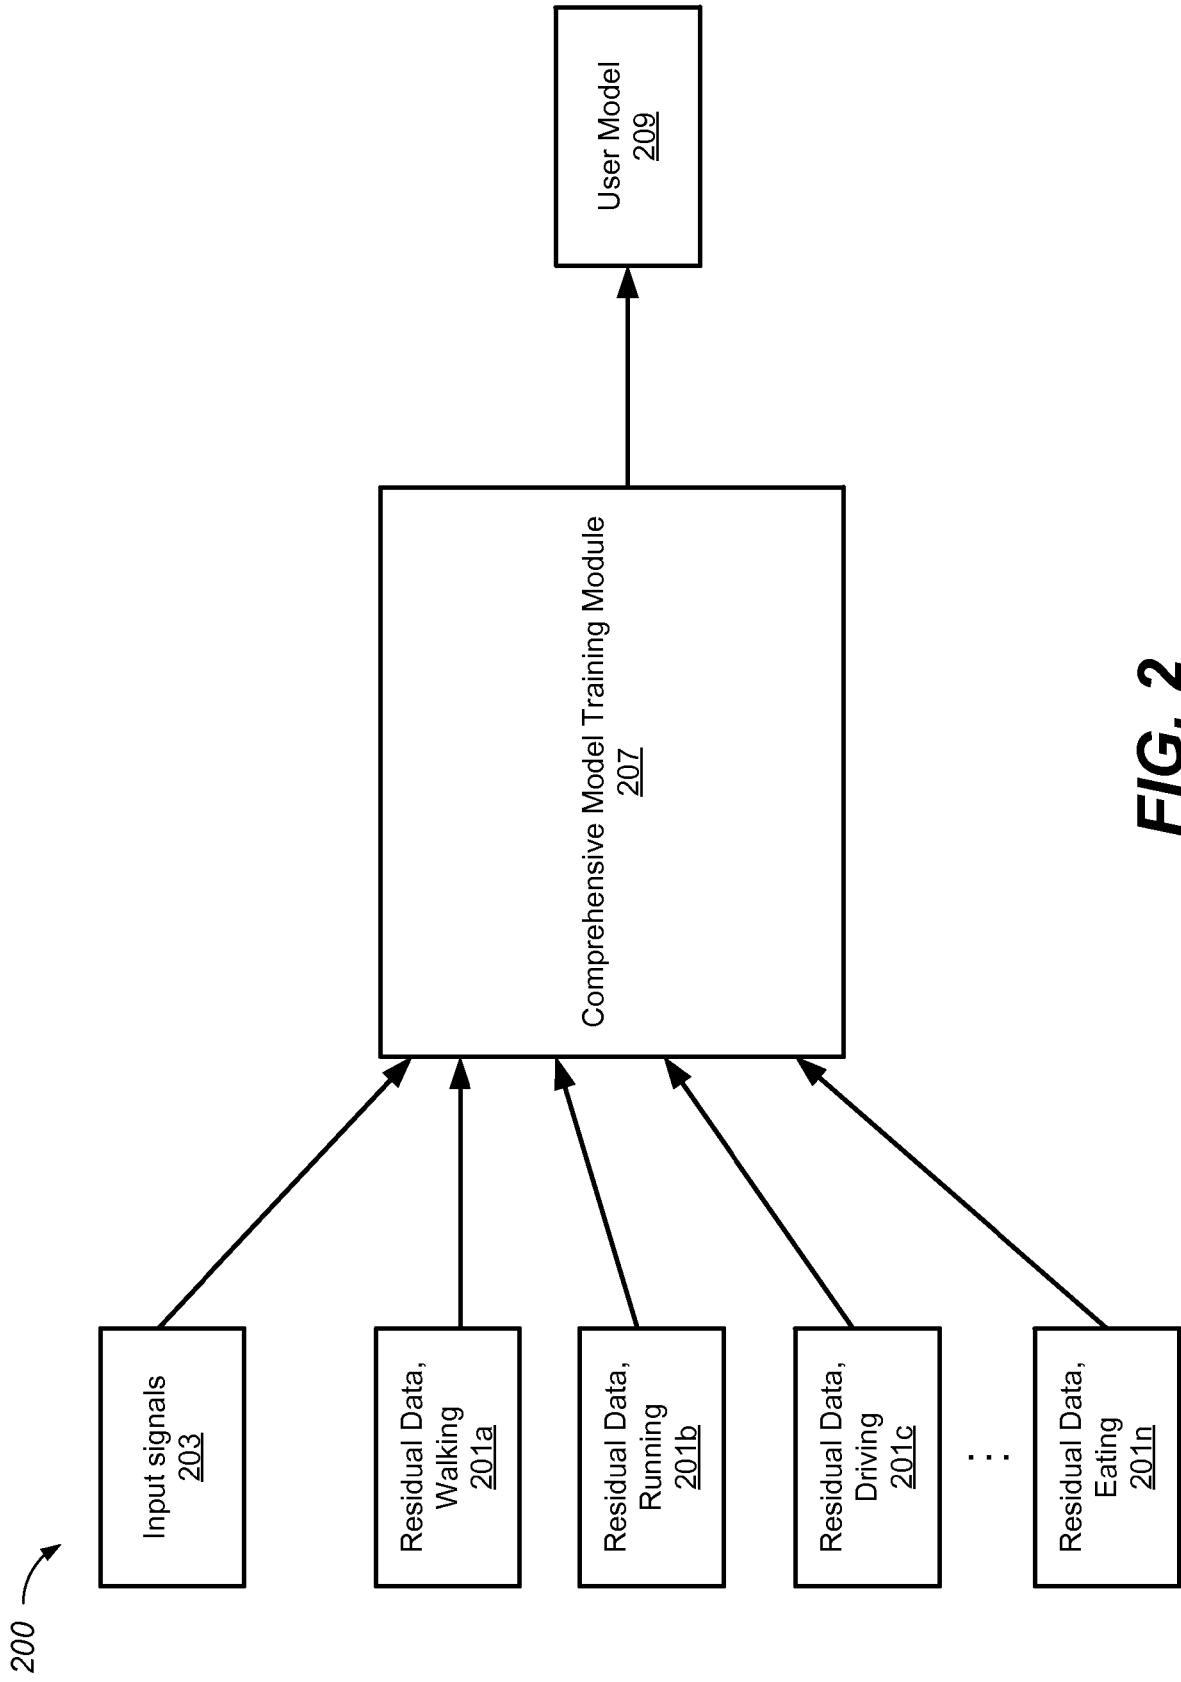 200
Input signals
203
Residual Data,
Walking
201a
Residual Data,
Running
201b
Residual Data,
Driving
201c
...
Residual Data,
Eating
201n
Comprehensive Model Training Module
207
User Model
209
FIG. 2